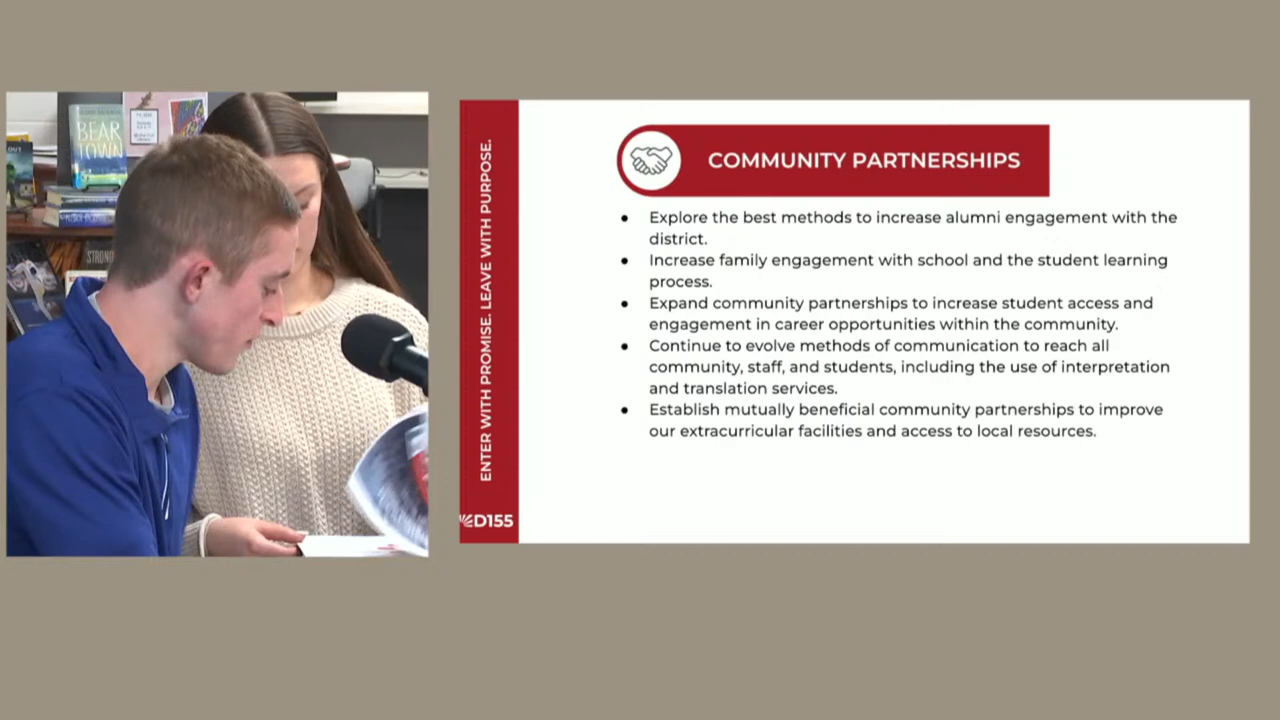 BEAR
TOWN
OUT
STRONG
ENTER WITH PROMISE. LEAVE WITH PURPOSE.
D155
COMMUNITY PARTNERSHIPS
● Explore the best methods to increase alumni engagement with the
district.
● Increase family engagement with school and the student learning
process.
● Expand community partnerships to increase student access and
engagement in career opportunities within the community.
● Continue to evolve methods of communication to reach all
community, staff, and students, including the use of interpretation
and translation services.
● Establish mutually beneficial community partnerships to improve
our extracurricular facilities and access to local resources.